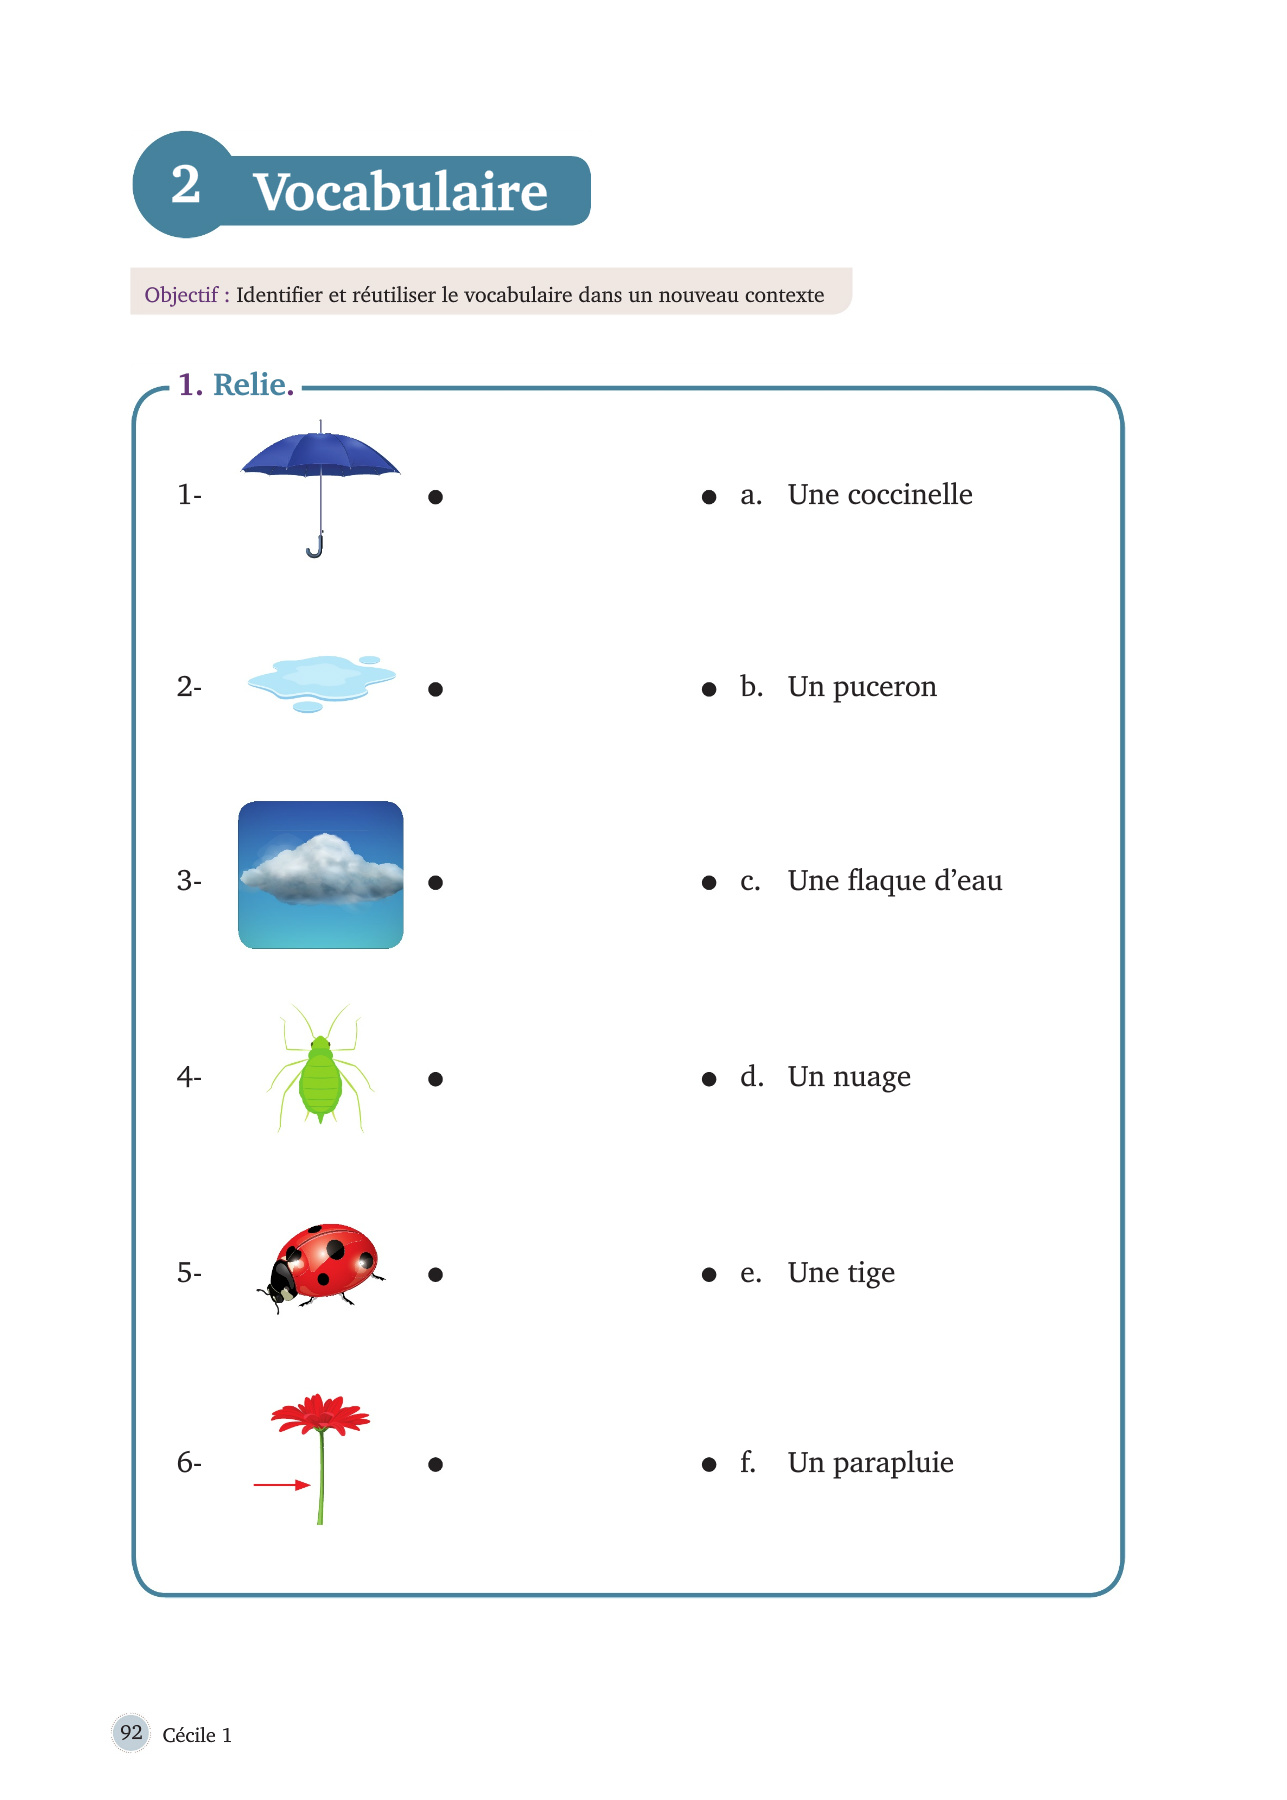 2 Vocabulaire
Objectif : Identifier et réutiliser le vocabulaire dans un nouveau contexte
1. Relie.
1- a. Une coccinelle
2- b. Un puceron
3- c. Une flaque d’eau
4- d. Un nuage
5- e. Une tige
6- f. Un parapluie
92 Cécile 1